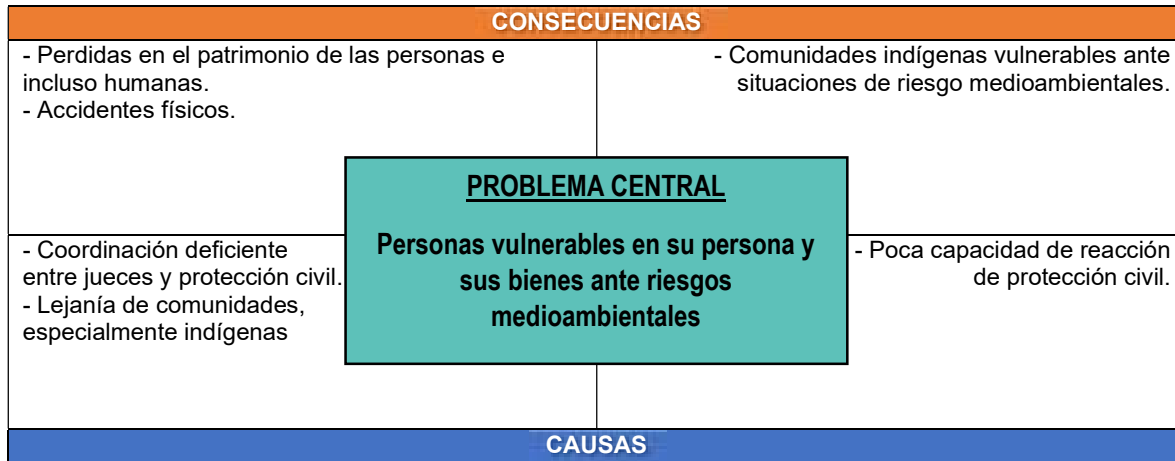 CONSECUENCIAS
- Perdidas en el patrimonio de las personas e
incluso humanas.
- Accidentes físicos.
- Comunidades indígenas vulnerables ante
situaciones de riesgo medioambientales.
PROBLEMA CENTRAL
Personas vulnerables en su persona y
sus bienes ante riesgos
medioambientales
- Coordinación deficiente
entre jueces y protección civil.
- Lejanía de comunidades,
especialmente indígenas
- Poca capacidad de reacción
de protección civil.
CAUSAS